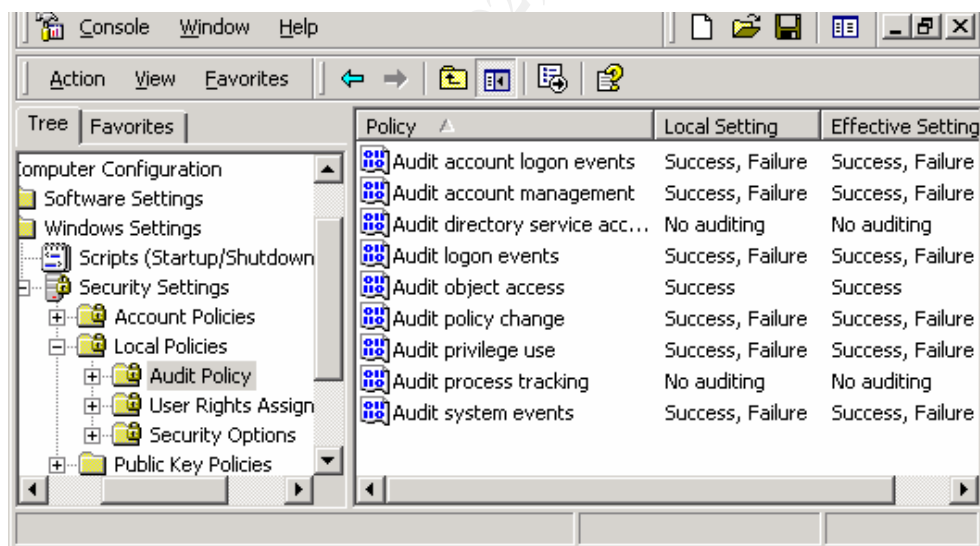 Console Window Help
Action View Favorites
Tree Favorites
Computer Configuration
Software Settings
Windows Settings
Scripts (Startup/Shutdown
Security Settings
Account Policies
Local Policies
Audit Policy
User Rights Assign
Security Options
Public Key Policies
Policy Local Setting Effective Setting
Audit account logon events Success, Failure Success, Failure
Audit account management Success, Failure Success, Failure
Audit directory service acc... No auditing No auditing
Audit logon events Success, Failure Success, Failure
Audit object access Success Success
Audit policy change Success, Failure Success, Failure
Audit privilege use Success, Failure Success, Failure
Audit process tracking No auditing No auditing
Audit system events Success, Failure Success, Failure